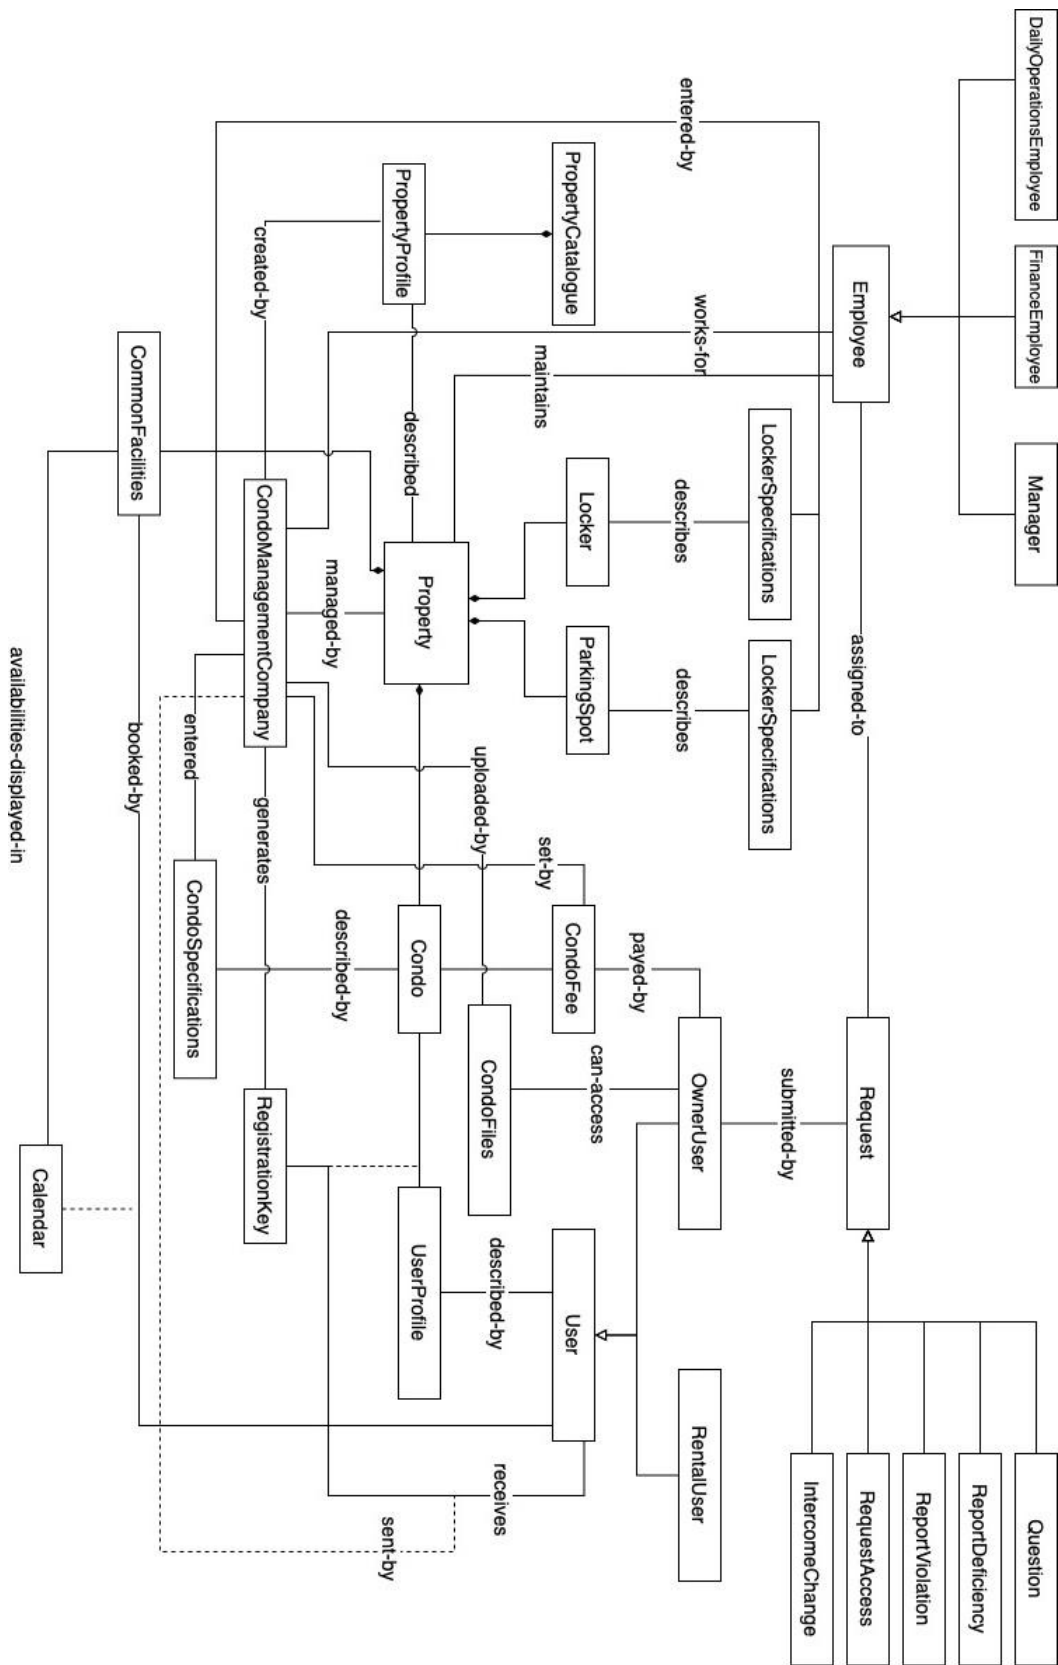 DailyOperationsEmployee
FinanceEmployee
Manager
Employee
assigned-to
Request
Question
ReportDeficiency
ReportViolation
RequestAccess
IntercomeChange
entered-by
works-for
maintains
LockerSpecifications
LockerSpecifications
describes
describes
submitted-by
OwnerUser
RentalUser
PropertyCatalogue
Locker
ParkingSpot
payed-by
can-access
CondoFee
User
set-by
uploaded-by
CondoFiles
described-by
receives
PropertyProfile
described
Property
Condo
UserProfile
created-by
managed-by
described-by
sent-by
CondoManagementCompany
generates
RegistrationKey
entered
CondoSpecifications
CommonFacilities
booked-by
availabilities-displayed-in
Calendar